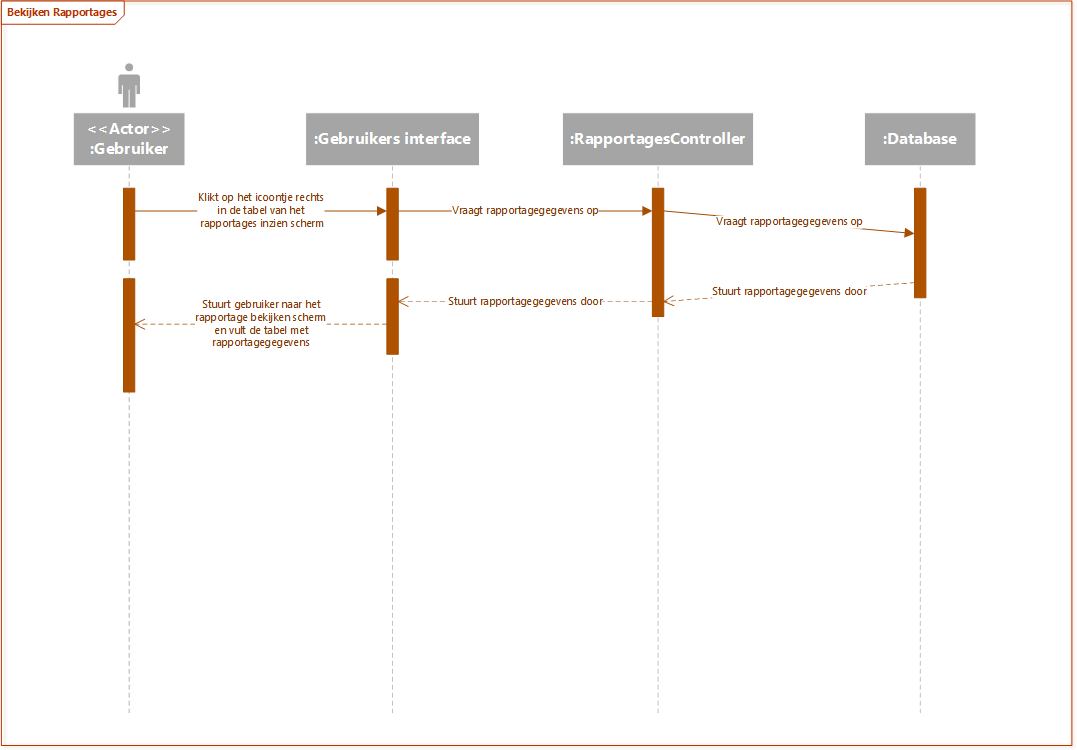 Bekijken Rapportages
<<Actor>>
:Gebruiker
:Gebruikers interface
:RapportagesController
:Database
Klikt op het icoontje rechts
in de tabel van het
rapportages inzien scherm
Vraagt rapportagegegevens op
Vraagt rapportagegegevens op
Stuurt rapportagegegevens door
Stuurt rapportagegegevens door
Stuurt gebruiker naar het
rapportage bekijken scherm
en vult de tabel met
rapportagegegevens